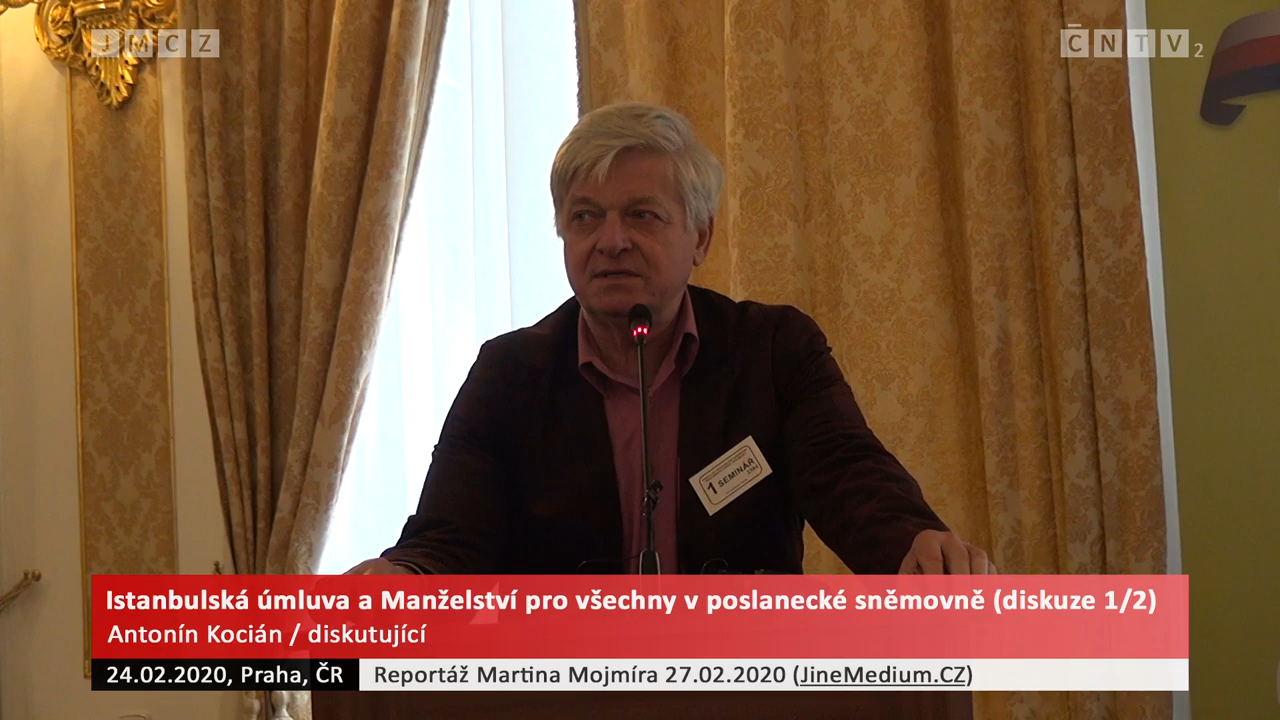 JMCZ
ČNTV2
1 SEMINÁŘ
Istanbulská úmluva a Manželství pro všechny v poslanecké sněmovně (diskuze 1/2)
Antonín Kocián / diskutující
24.02.2020, Praha, ČR
Reportáž Martina Mojmíra 27.02.2020 (JineMedium.CZ)